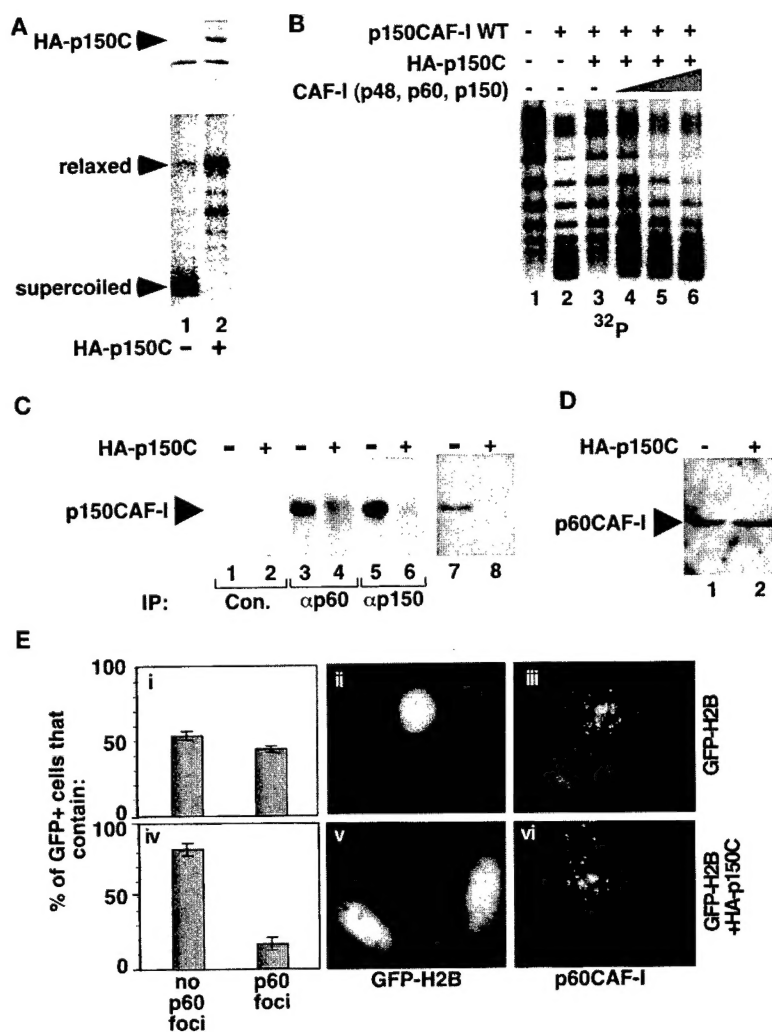 A
HA-p150C
relaxed
supercoiled
1 2
HA-p150C - +
B
p150CAF-I WT - + + + + +
HA-p150C - - + + + +
CAF-I (p48, p60, p150) - - -
1 2 3 4 5 6
32P
C
HA-p150C - + - + - + - +
p150CAF-I
1 2 3 4 5 6 7 8
IP: Con. αp60 αp150
D
HA-p150C - +
p60CAF-I
1 2
E
% of GFP+ cells that
contain:
100
50
0
i
ii
iii
GFP-H2B
100
50
0
iv
v
vi
GFP-H2B
+HA-p150C
no
p60
foci
p60
foci
GFP-H2B
p60CAF-I